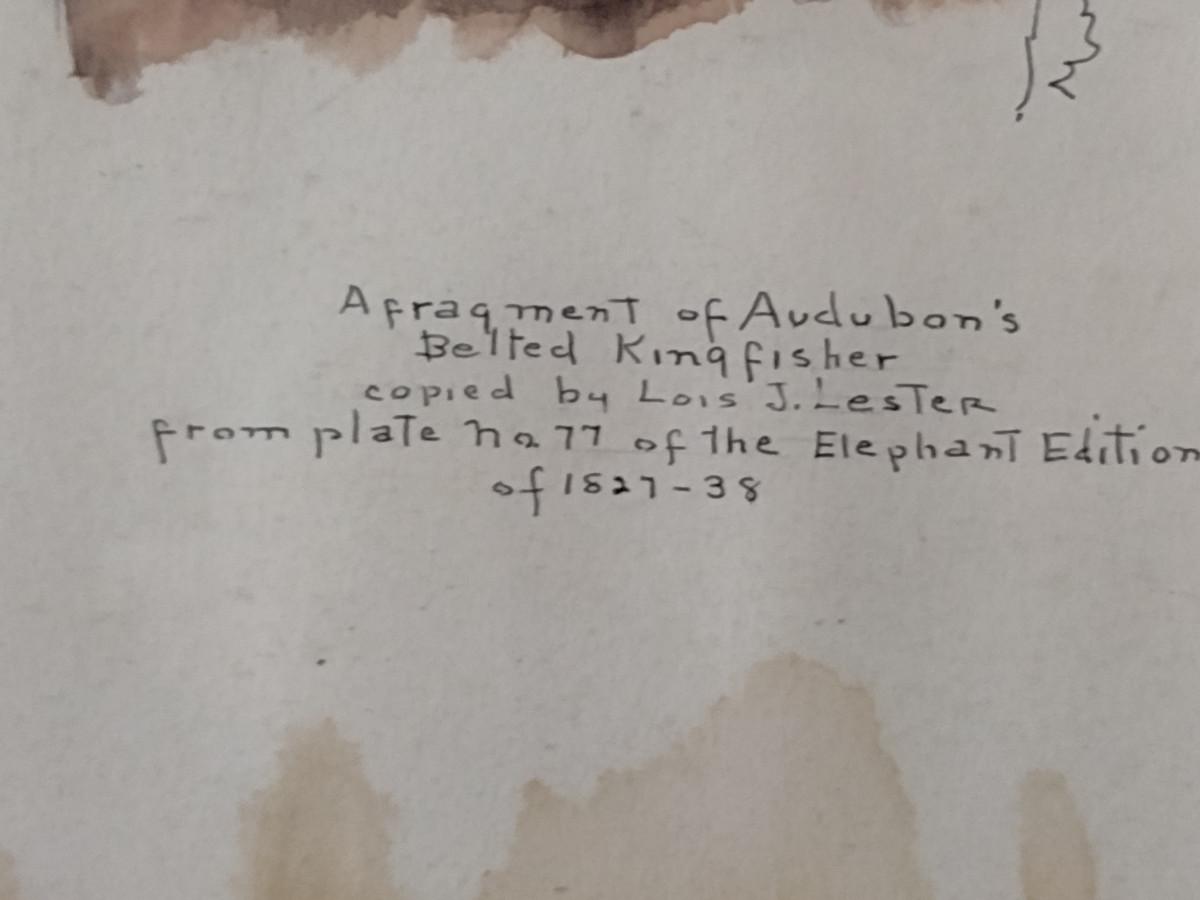 A fragment of Audubon's
Belted Kingfisher
copied by Lois J. Lester
from plate no 77 of the Elephant Edition
of 1827-38